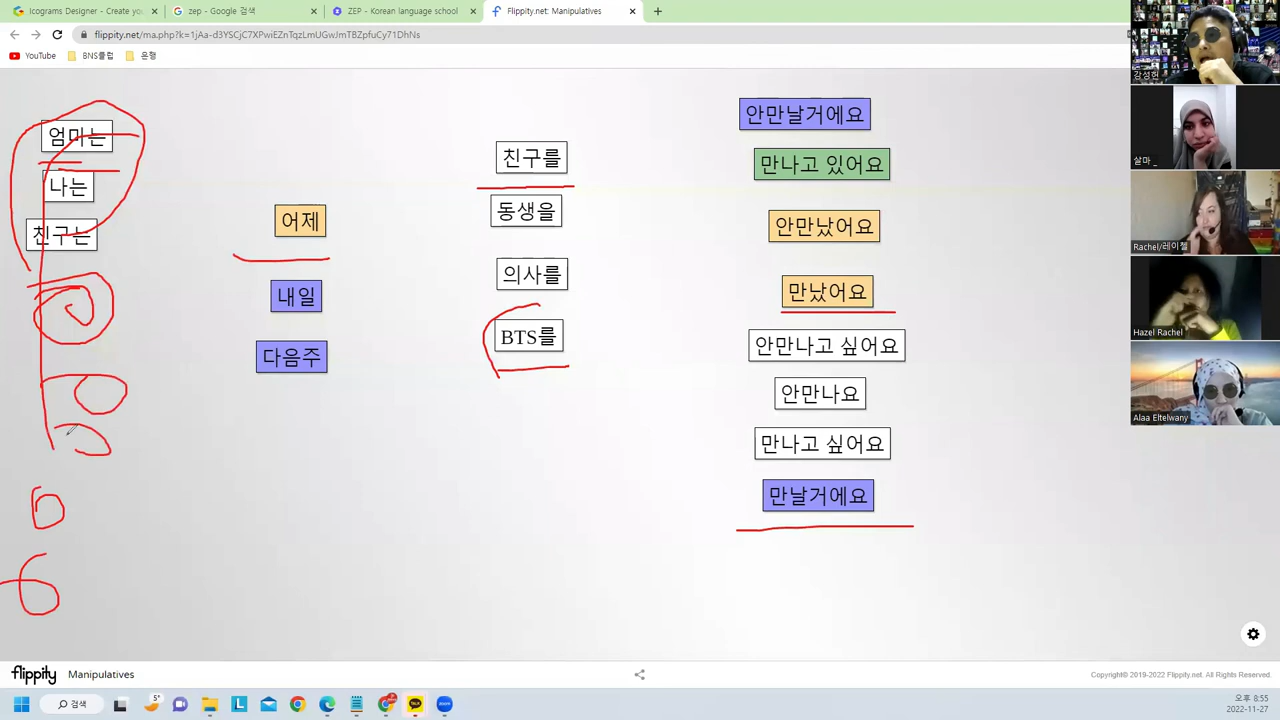 Icograms Designer - Create yo
zep - Google 검색
ZEP - Korean language school
Flippity.net: Manipulatives
flippity.net/ma.php?k=1jAa-d3YSCjC7XPwiEZnTqzLmUGwJmTBZpfuCy71DhNs
YouTube
BNS클럽
은행
엄마는
나는
친구는
어제
내일
다음주
친구를
동생을
의사를
BTS를
안만날거에요
만나고 있어요
안만났어요
만났어요
안만나고 싶어요
안만나요
만나고 싶어요
만날거에요
강성헌
살마 _
Rachel/레이첼
Hazel Rachel
Alaa Eltelwany
flippity Manipulatives
Copyright© 2019-2022 Flippity.net. All Rights Reserved.
검색
5°
오후 8:55
2022-11-27